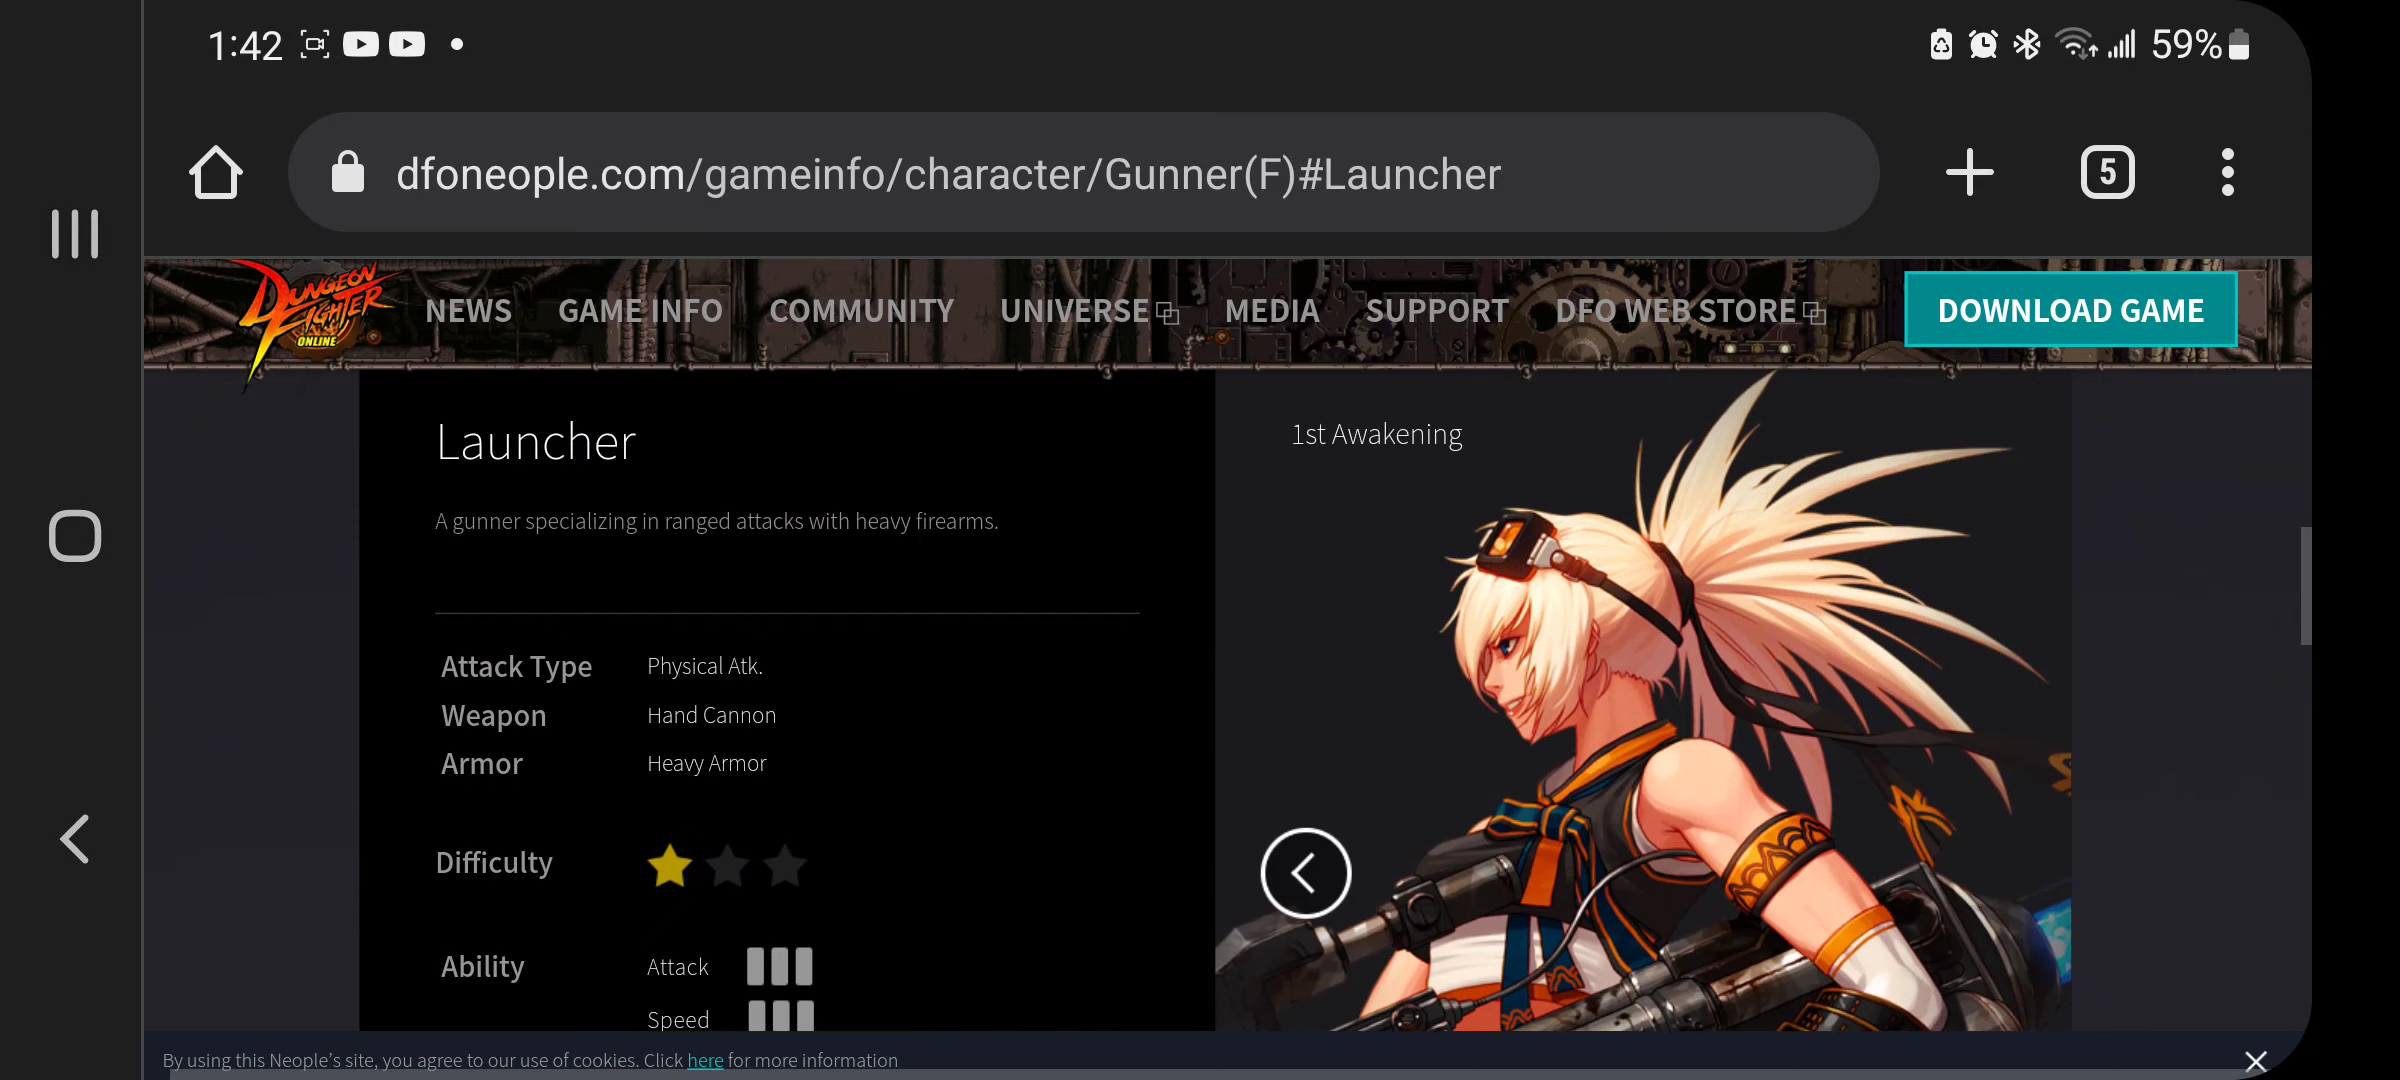 1:42
59%
dfoneople.com/gameinfo/character/Gunner(F)#Launcher
5
DUNGEON FIGHTER ONLINE
NEWS GAME INFO COMMUNITY UNIVERSE MEDIA SUPPORT DFO WEB STORE DOWNLOAD GAME
Launcher
A gunner specializing in ranged attacks with heavy firearms.
Attack Type Physical Atk.
Weapon Hand Cannon
Armor Heavy Armor
Difficulty
Ability Attack
Speed
1st Awakening
By using this Neople’s site, you agree to our use of cookies. Click here for more information